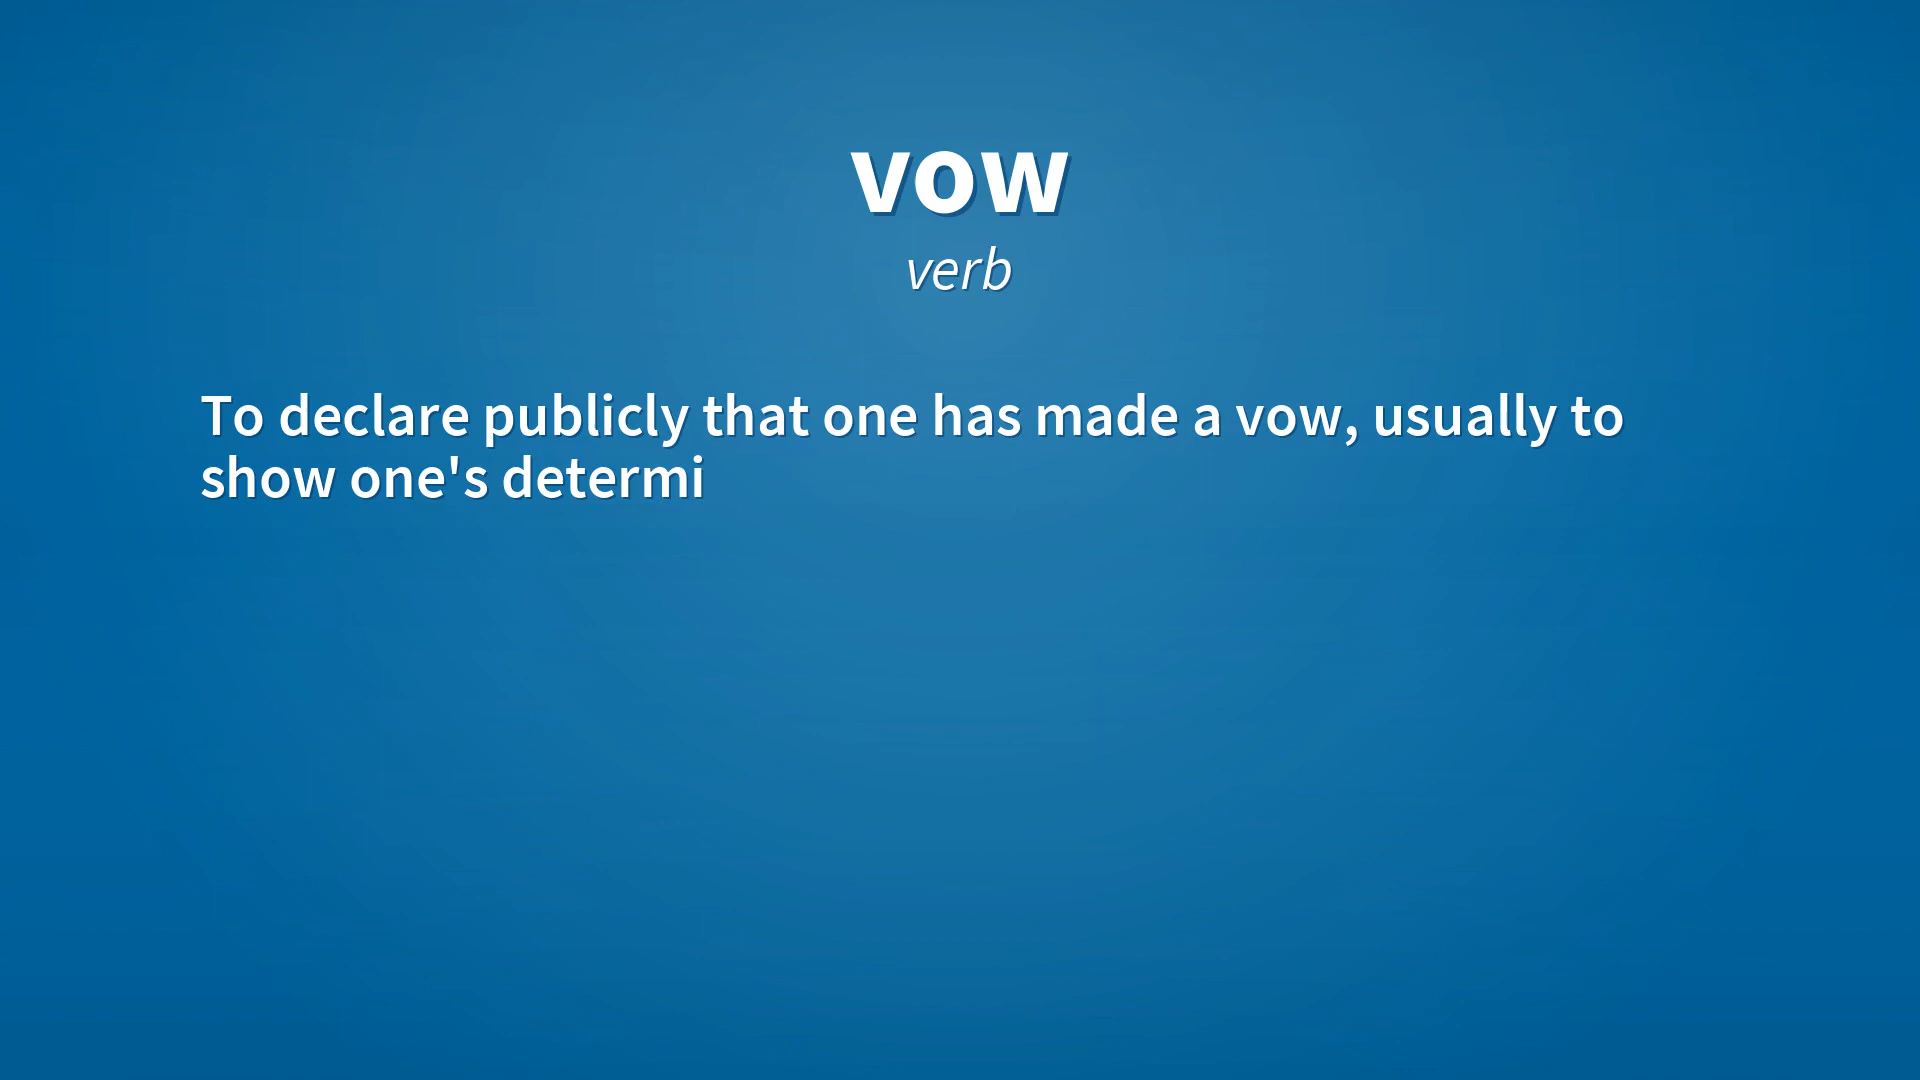 vow
verb
To declare publicly that one has made a vow, usually to
show one's determi